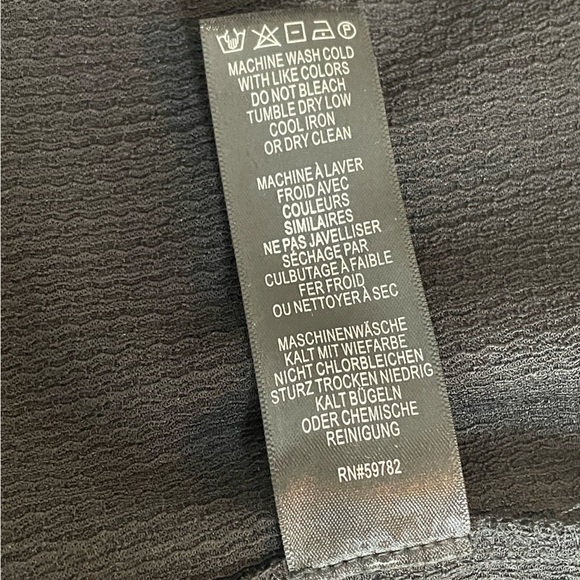 MACHINE WASH COLD
WITH LIKE COLORS
DO NOT BLEACH
TUMBLE DRY LOW
COOL IRON
OR DRY CLEAN
MACHINE À LAVER
FROID AVEC
COULEURS
SIMILAIRES
NE PAS JAVELLISER
SÉCHAGE PAR
CULBUTAGE À FAIBLE
FER FROID
OU NETTOYER À SEC
MASCHINENWÄSCHE
KALT MIT WIEFARBE
NICHT CHLORBLEICHEN
STURZ TROCKEN NIEDRIG
KALT BÜGELN
ODER CHEMISCHE
REINIGUNG
RN#59782